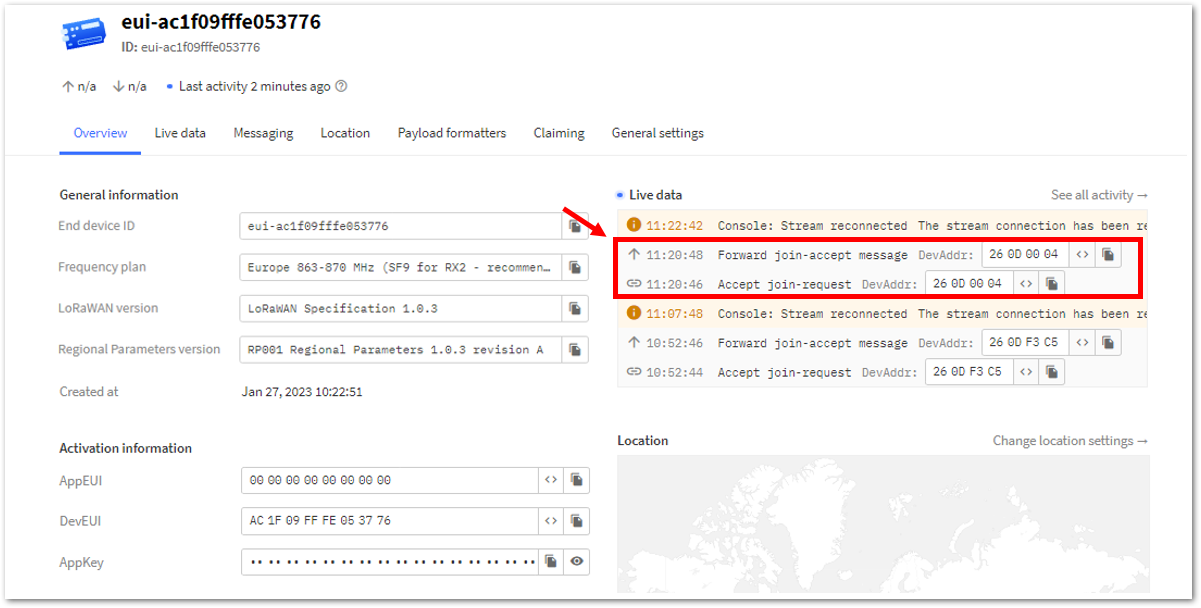 eui-ac1f09fffe053776
ID: eui-ac1f09fffe053776
↑ n/a ↓ n/a • Last activity 2 minutes ago
Overview Live data Messaging Location Payload formatters Claiming General settings
General information
End device ID eui-ac1f09fffe053776
Frequency plan Europe 863-870 MHz (SF9 for RX2 - recommen…
LoRaWAN version LoRaWAN Specification 1.0.3
Regional Parameters version RP001 Regional Parameters 1.0.3 revision A
Created at Jan 27, 2023 10:22:51
Activation information
AppEUI 00 00 00 00 00 00 00 00
DevEUI AC 1F 09 FF FE 05 37 76
AppKey •• •• •• •• •• •• •• •• •• •• •• •• •• •• •• ••
Live data See all activity →
11:22:42 Console: Stream reconnected The stream connection has been re
11:20:48 Forward join-accept message DevAddr: 26 0D 00 04
11:20:46 Accept join-request DevAddr: 26 0D 00 04
11:07:48 Console: Stream reconnected The stream connection has been re
10:52:46 Forward join-accept message DevAddr: 26 0D F3 C5
10:52:44 Accept join-request DevAddr: 26 0D F3 C5
Location Change location settings →